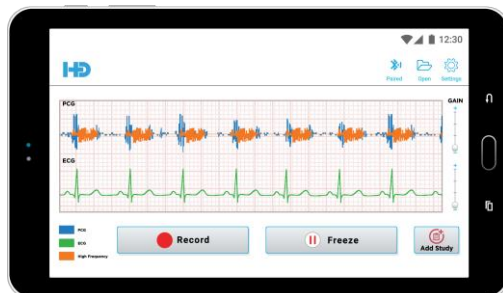 12:30
HD
Paired Open Settings
PCG
GAIN
ECG
PCG
ECG
High Frequency
Record
Freeze
Add Study